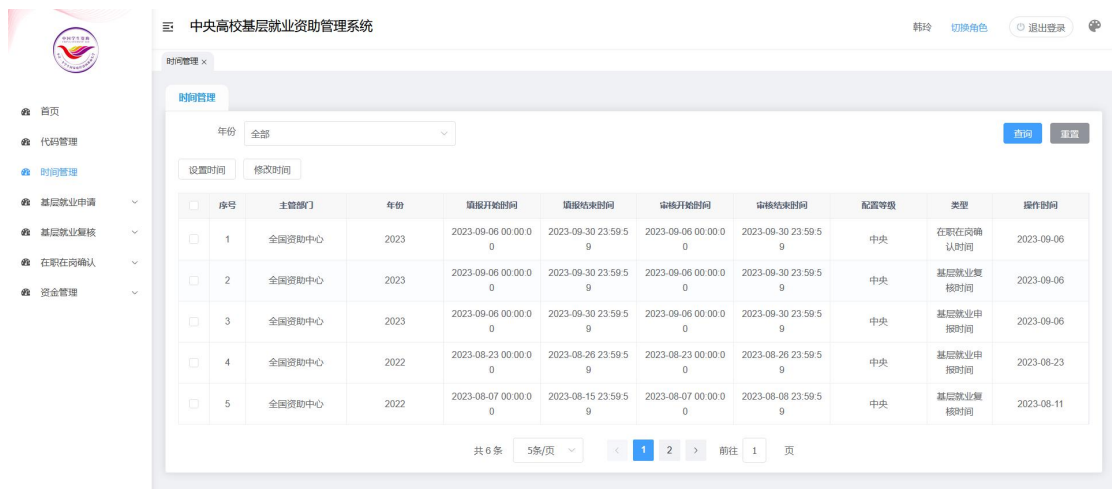 中央高校基层就业资助管理系统
韩玲 切换角色 退出登录
时间管理 ×
首页
代码管理
时间管理
基层就业申请
基层就业复核
在职在岗确认
资金管理
时间管理
年份 全部 查询 重置
设置时间 修改时间
序号 主管部门 年份 填报开始时间 填报结束时间 审核开始时间 审核结束时间 配置等级 类型 操作时间
1 全国资助中心 2023 2023-09-06 00:00:00 2023-09-30 23:59:59 2023-09-06 00:00:00 2023-09-30 23:59:59 中央 在职在岗确认时间 2023-09-06
2 全国资助中心 2023 2023-09-06 00:00:00 2023-09-30 23:59:59 2023-09-06 00:00:00 2023-09-30 23:59:59 中央 基层就业复核时间 2023-09-06
3 全国资助中心 2023 2023-09-06 00:00:00 2023-09-30 23:59:59 2023-09-06 00:00:00 2023-09-30 23:59:59 中央 基层就业申报时间 2023-09-06
4 全国资助中心 2022 2023-08-23 00:00:00 2023-08-26 23:59:59 2023-08-23 00:00:00 2023-08-26 23:59:59 中央 基层就业申报时间 2023-08-23
5 全国资助中心 2022 2023-08-07 00:00:00 2023-08-15 23:59:59 2023-08-07 00:00:00 2023-08-08 23:59:59 中央 基层就业复核时间 2023-08-11
共 6 条 5条/页 < 1 2 > 前往 1 页